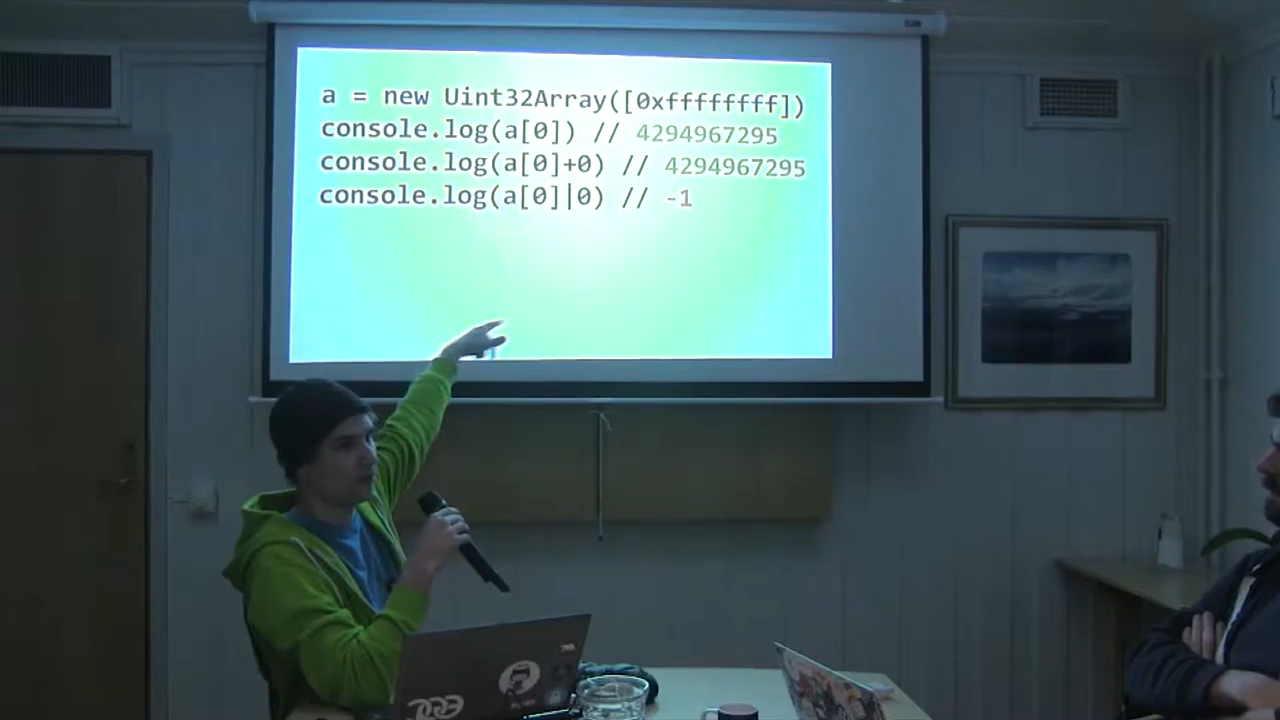 a = new Uint32Array([0xffffffff])
console.log(a[0]) // 4294967295
console.log(a[0]+0) // 4294967295
console.log(a[0]|0) // -1